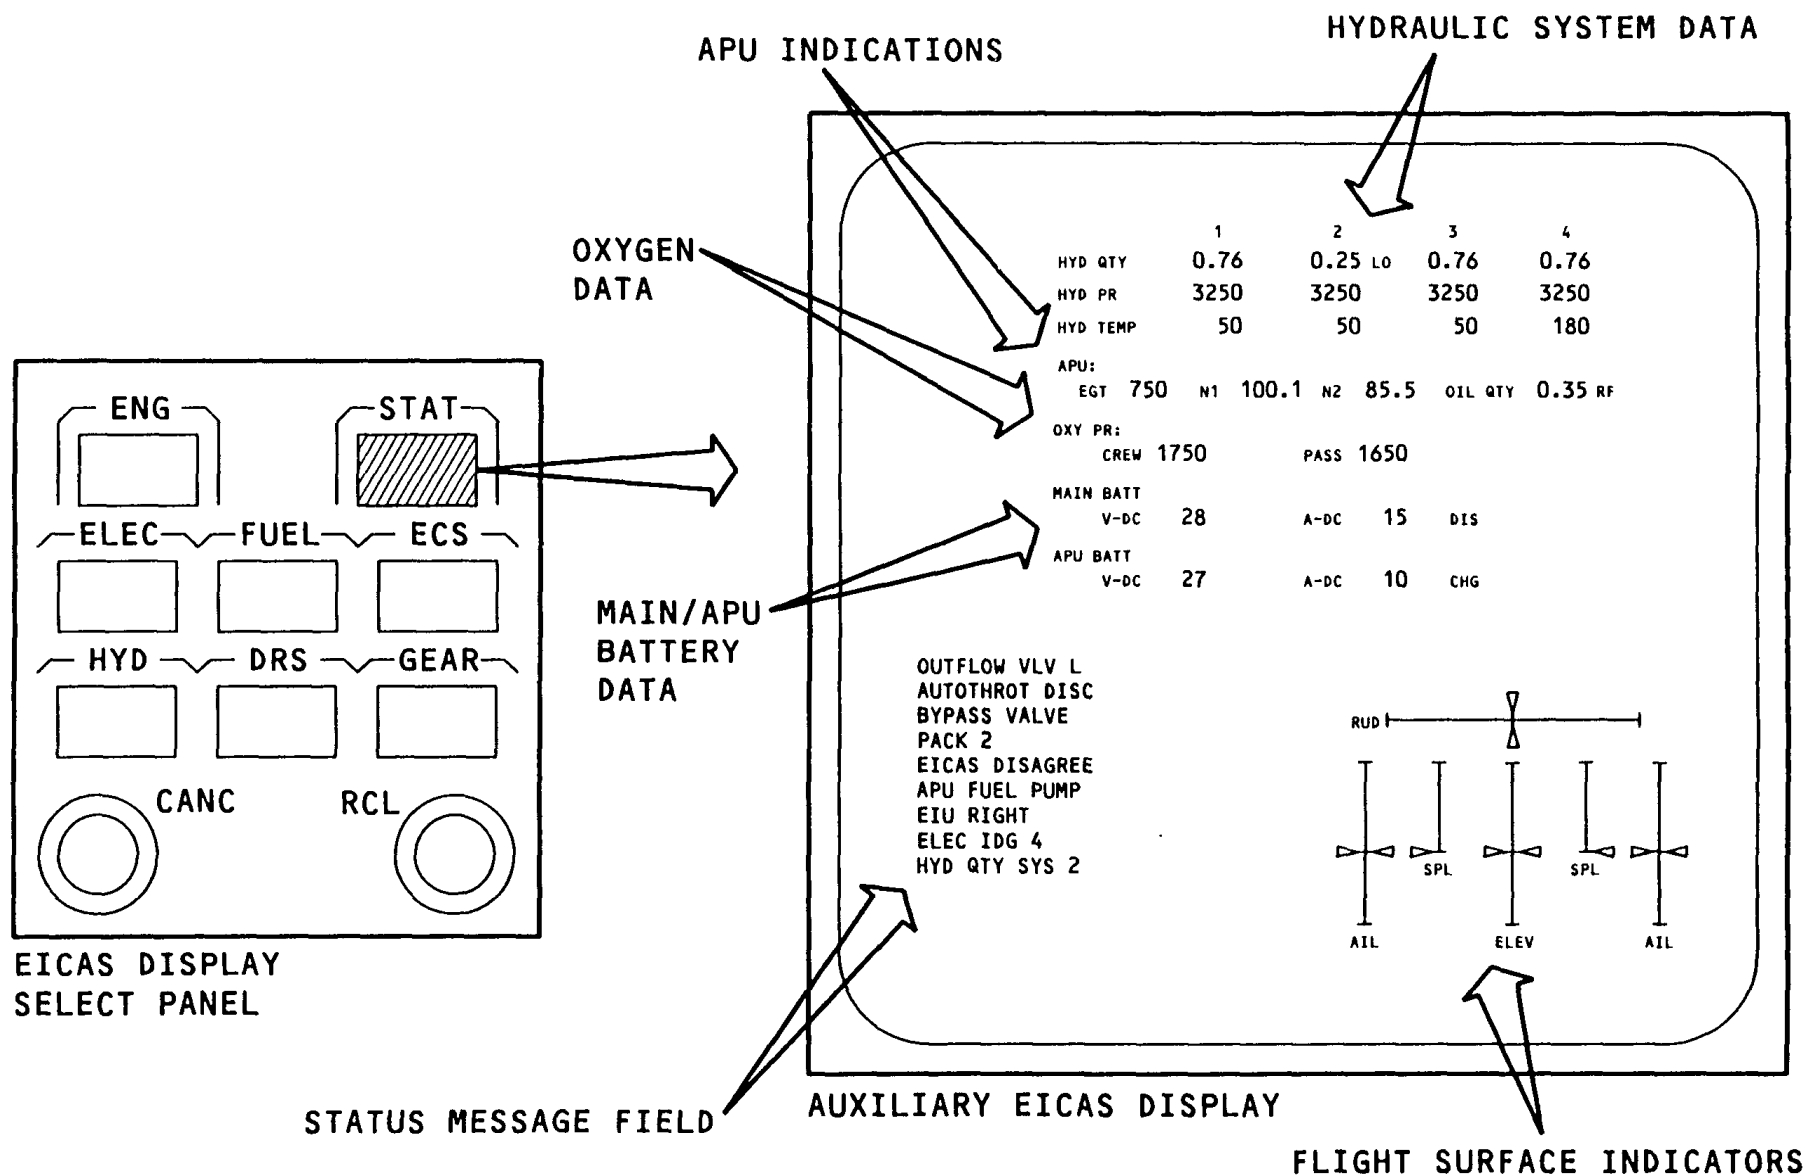 HYDRAULIC SYSTEM DATA
APU INDICATIONS
OXYGEN
DATA
MAIN/APU
BATTERY
DATA
ENG STAT
ELEC FUEL ECS
HYD DRS GEAR
CANC RCL
EICAS DISPLAY
SELECT PANEL
1 2 3 4
HYD QTY 0.76 0.25 LO 0.76 0.76
HYD PR 3250 3250 3250 3250
HYD TEMP 50 50 50 180
APU:
EGT 750 N1 100.1 N2 85.5 OIL QTY 0.35 RF
OXY PR:
CREW 1750 PASS 1650
MAIN BATT
V-DC 28 A-DC 15 DIS
APU BATT
V-DC 27 A-DC 10 CHG
OUTFLOW VLV L
AUTOTHROT DISC
BYPASS VALVE
PACK 2
EICAS DISAGREE
APU FUEL PUMP
EIU RIGHT
ELEC IDG 4
HYD QTY SYS 2
RUD
SPL SPL
AIL ELEV AIL
STATUS MESSAGE FIELD
AUXILIARY EICAS DISPLAY
FLIGHT SURFACE INDICATORS